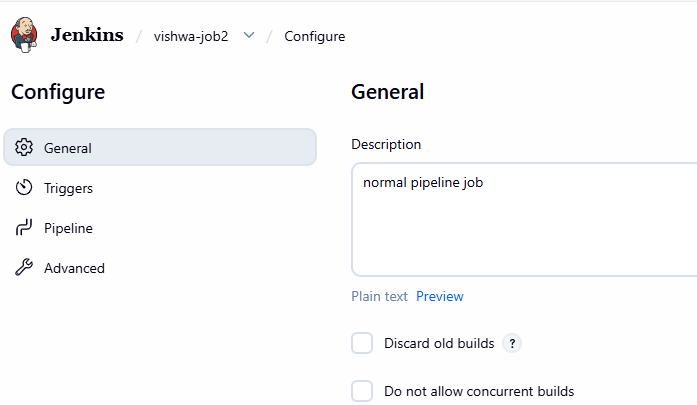 Jenkins / vishwa-job2 / Configure
Configure
General
Triggers
Pipeline
Advanced
General
Description
normal pipeline job
Plain text Preview
Discard old builds ?
Do not allow concurrent builds